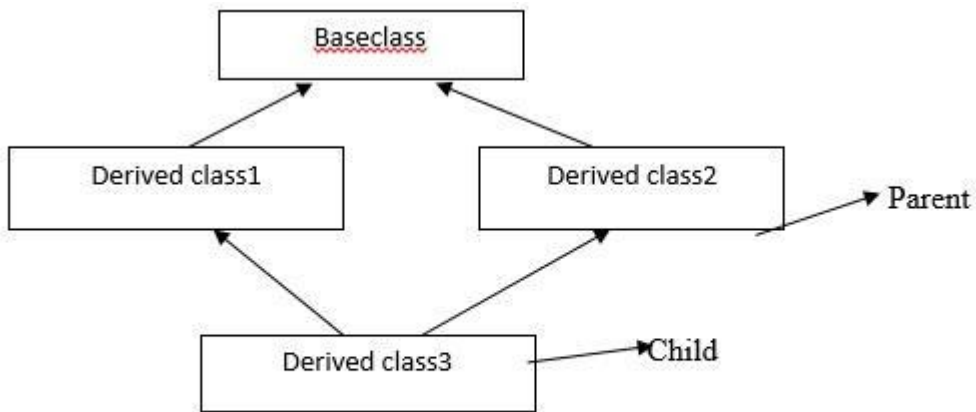 Baseclass
Derived class1
Derived class2
Parent
Derived class3
Child